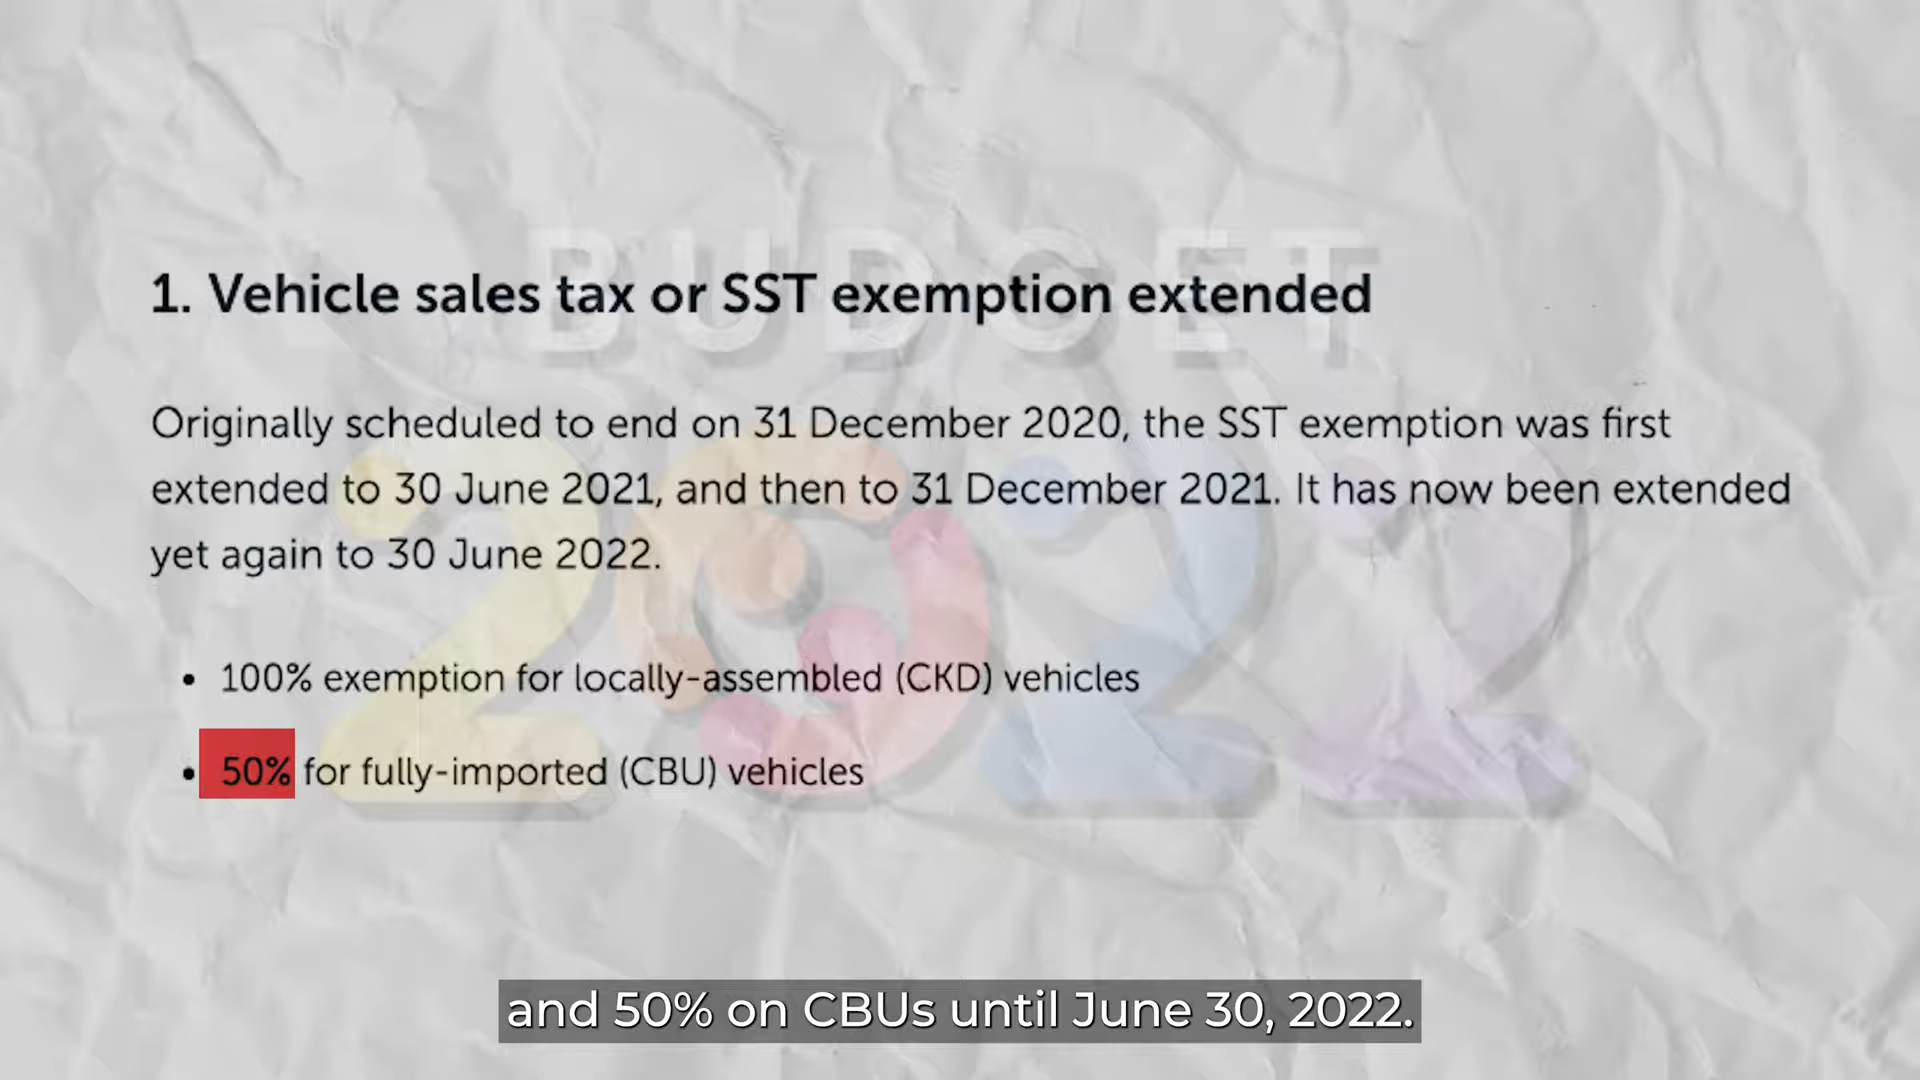 BUDGET
2022
1. Vehicle sales tax or SST exemption extended
Originally scheduled to end on 31 December 2020, the SST exemption was first
extended to 30 June 2021, and then to 31 December 2021. It has now been extended
yet again to 30 June 2022.
• 100% exemption for locally-assembled (CKD) vehicles
• 50% for fully-imported (CBU) vehicles
and 50% on CBUs until June 30, 2022.